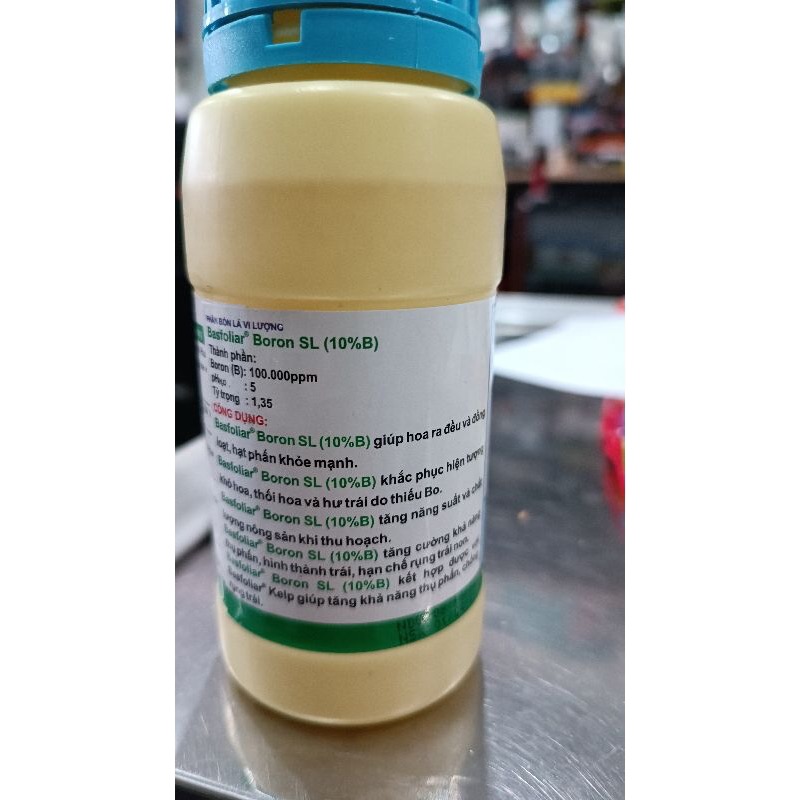 PHÂN BÓN LÁ VI LƯỢNG
Basfoliar® Boron SL (10%B)
Thành phần:
Boron (B): 100.000ppm
pHH₂O : 5
Tỷ trọng : 1,35
CÔNG DỤNG:
Basfoliar® Boron SL (10%B) giúp hoa ra đều và đồng
loạt, hạt phấn khỏe mạnh.
Basfoliar® Boron SL (10%B) khắc phục hiện tượng
khô hoa, thối hoa và hư trái do thiếu Bo.
Basfoliar® Boron SL (10%B) tăng năng suất và chất
lượng nông sản khi thu hoạch.
Basfoliar® Boron SL (10%B) tăng cường khả năng
thụ phấn, hình thành trái, hạn chế rụng trái non.
Basfoliar® Boron SL (10%B) kết hợp được với
Basfoliar® Kelp giúp tăng khả năng thụ phấn, chống
rụng trái.